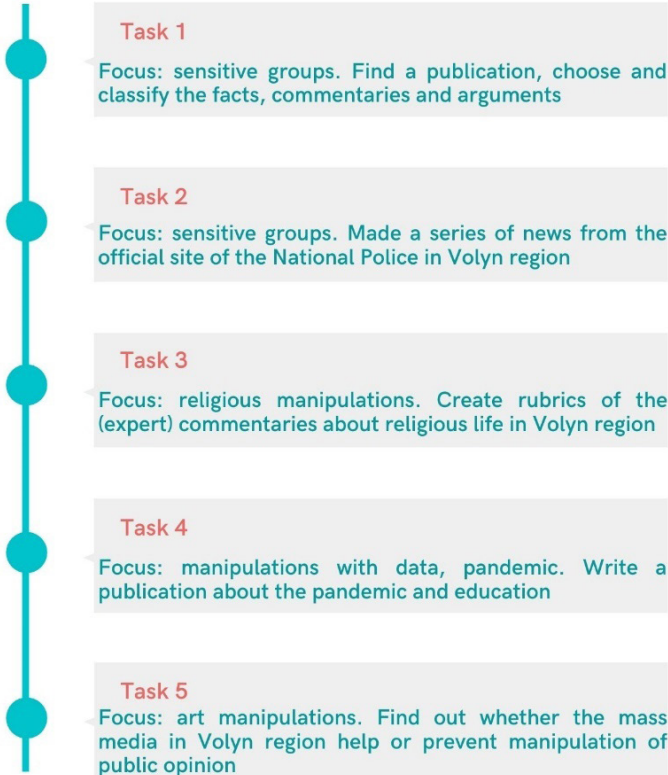 Task 1
Focus: sensitive groups. Find a publication, choose and
classify the facts, commentaries and arguments
Task 2
Focus: sensitive groups. Made a series of news from the
official site of the National Police in Volyn region
Task 3
Focus: religious manipulations. Create rubrics of the
(expert) commentaries about religious life in Volyn region
Task 4
Focus: manipulations with data, pandemic. Write a
publication about the pandemic and education
Task 5
Focus: art manipulations. Find out whether the mass
media in Volyn region help or prevent manipulation of
public opinion